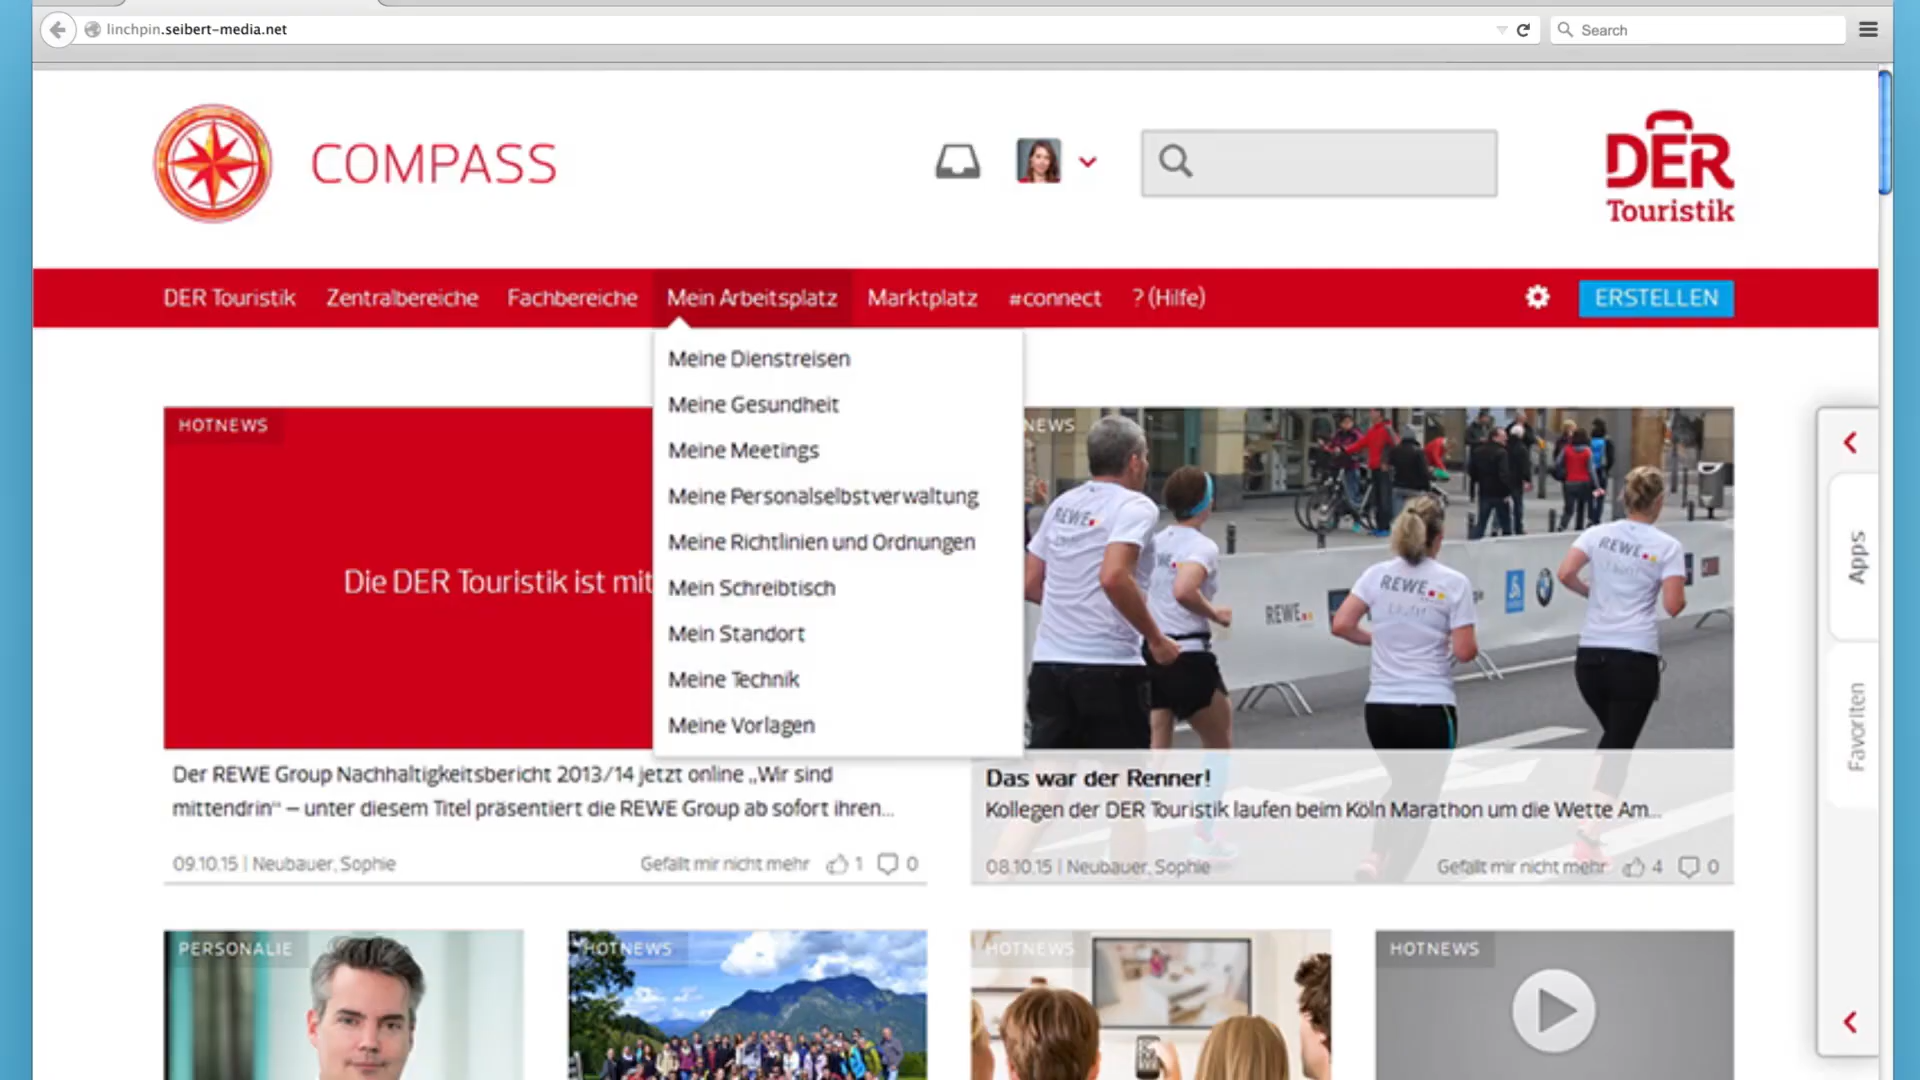 linchpin.seibert-media.net
Search
COMPASS
DER
Touristik
DER Touristik Zentralbereiche Fachbereiche Mein Arbeitsplatz Marktplatz #connect ? (Hilfe) ERSTELLEN
Meine Dienstreisen
Meine Gesundheit
Meine Meetings
Meine Personalselbstverwaltung
Meine Richtlinien und Ordnungen
Mein Schreibtisch
Mein Standort
Meine Technik
Meine Vorlagen
HOTNEWS
Die DER Touristik ist mit
Der REWE Group Nachhaltigkeitsbericht 2013/14 jetzt online „Wir sind
mittendrin“ – unter diesem Titel präsentiert die REWE Group ab sofort ihren...
09.10.15 | Neubauer, Sophie Gefällt mir nicht mehr 1 0
NEWS
REWE
REWE
REWE
REWE
Das war der Renner!
Kollegen der DER Touristik laufen beim Köln Marathon um die Wette Am...
08.10.15 | Neubauer, Sophie Gefällt mir nicht mehr 4 0
Apps
Favoriten
PERSONALIE
HOTNEWS
HOTNEWS
HOTNEWS